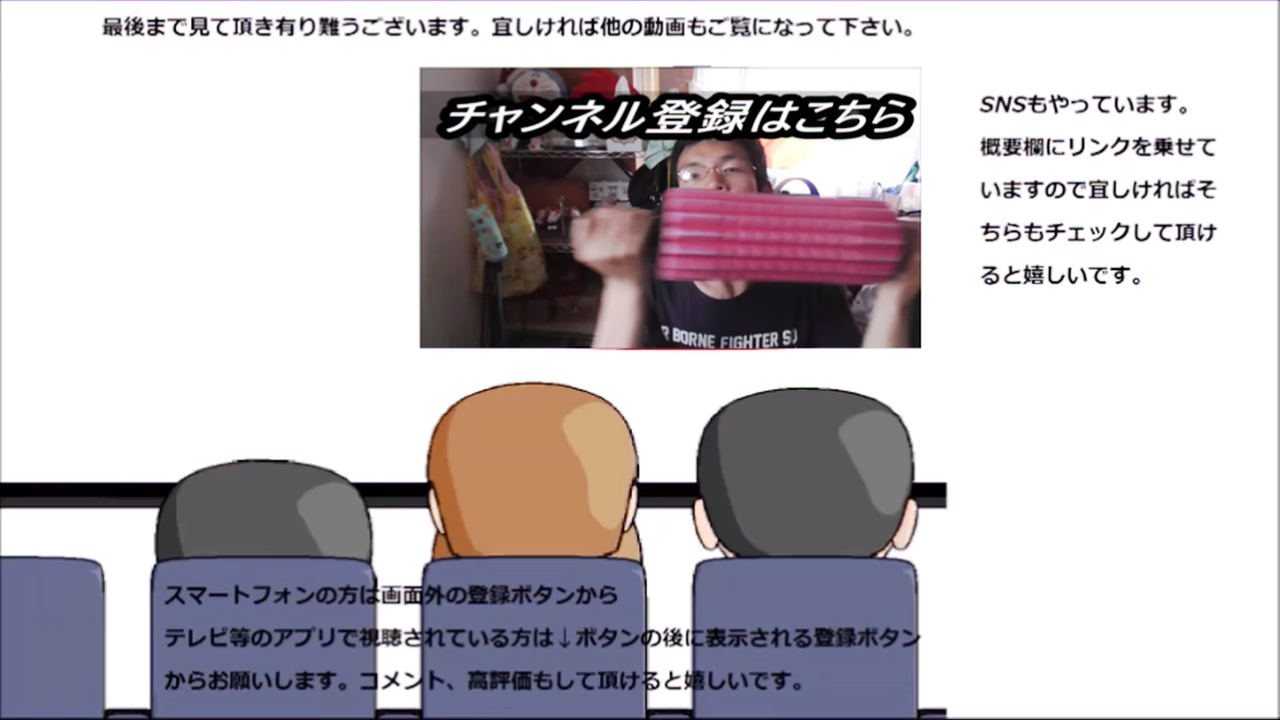 最後まで見て頂き有り難うございます。宜しければ他の動画もご覧になって下さい。
チャンネル登録はこちら
SNSもやっています。
概要欄にリンクを乗せて
いますので宜しければそ
ちらもチェックして頂け
ると嬉しいです。
R BORNE FIGHTER SQ
スマートフォンの方は画面外の登録ボタンから
テレビ等のアプリで視聴されている方は↓ボタンの後に表示される登録ボタン
からお願いします。コメント、高評価もして頂けると嬉しいです。